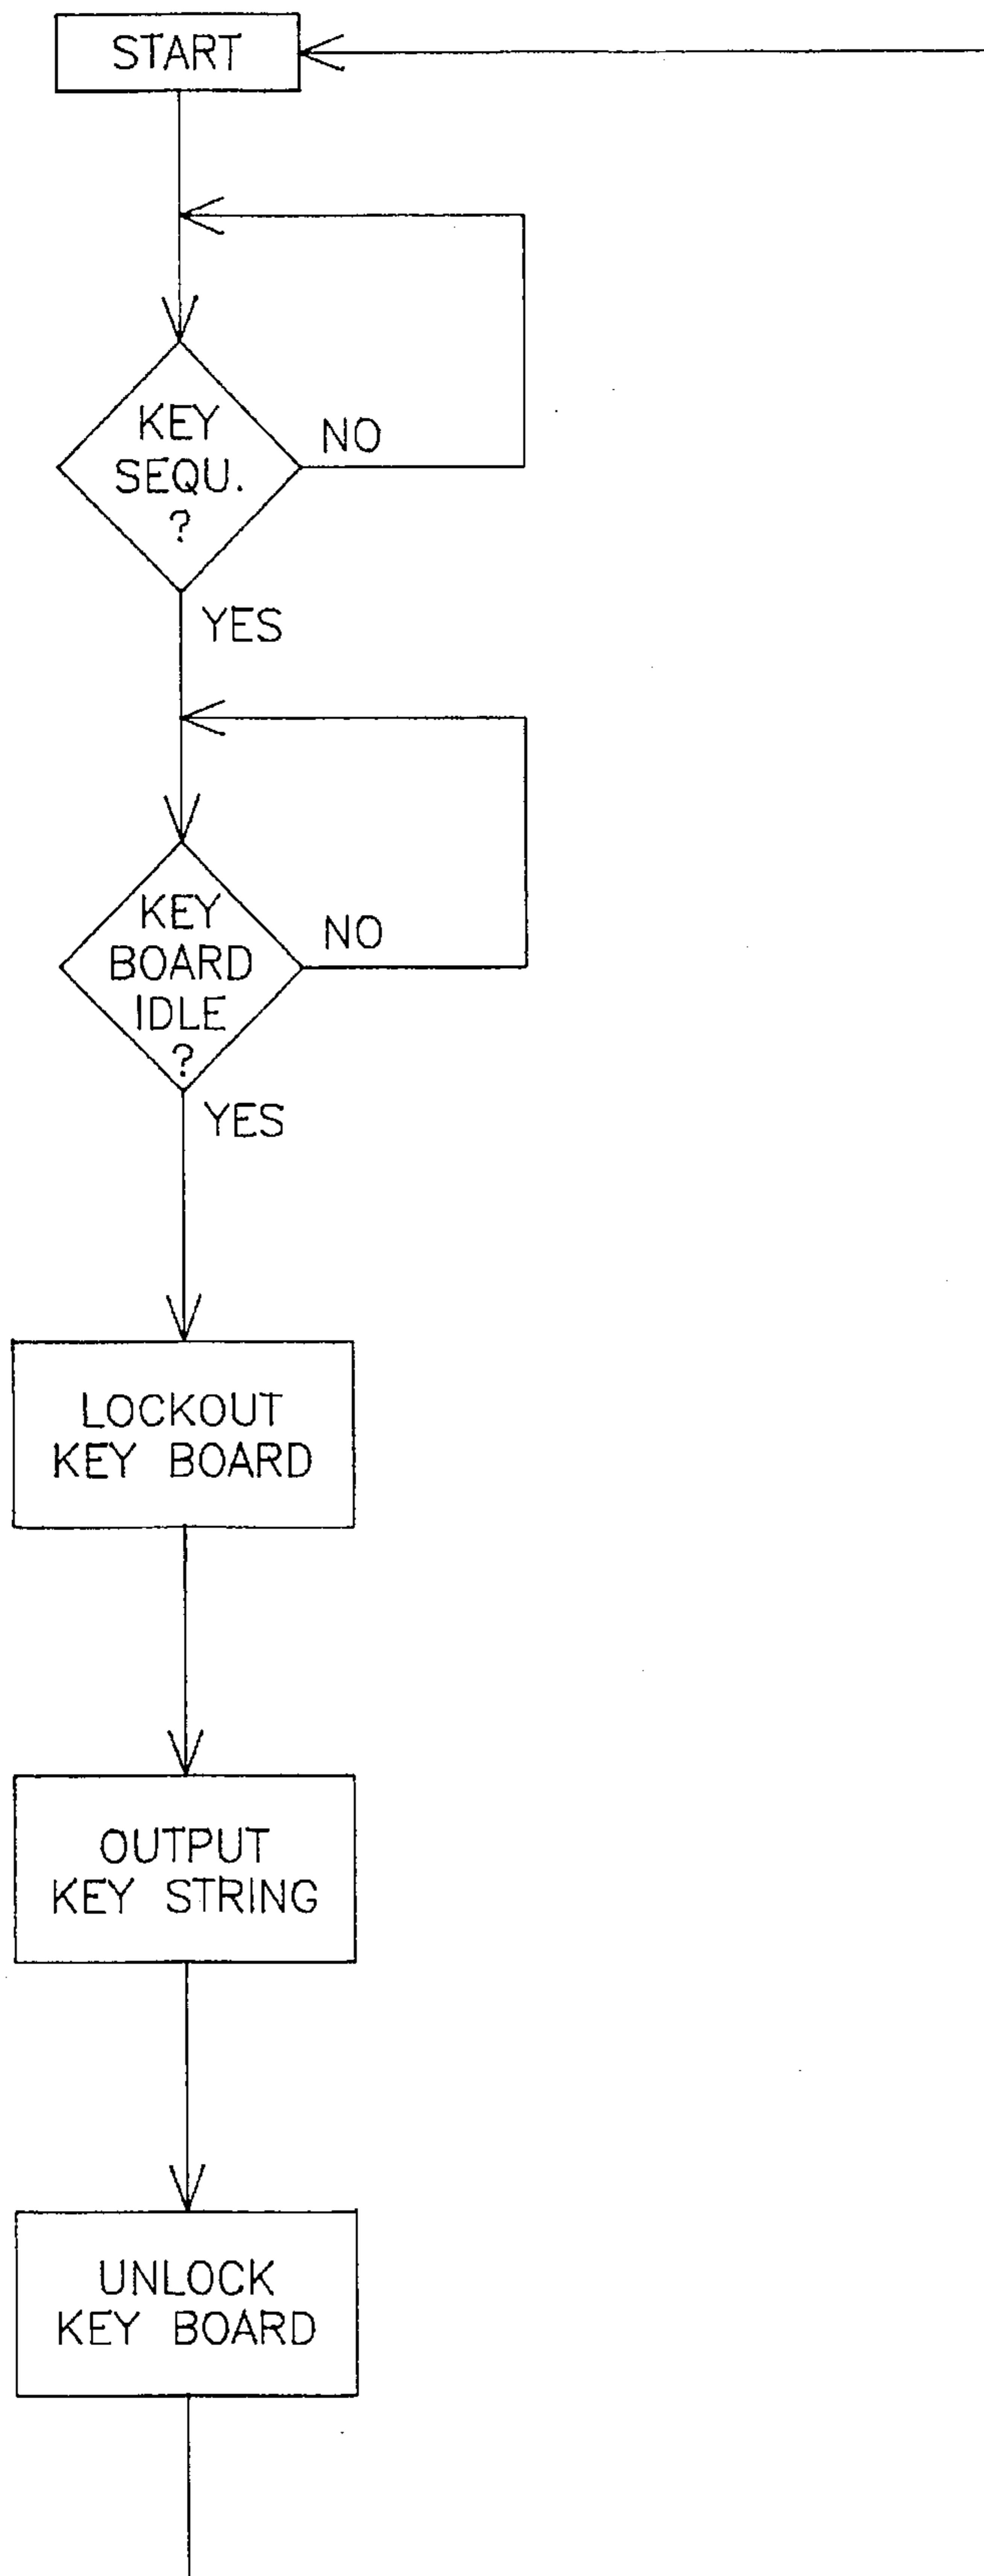 START
KEY
SEQU.
?
NO
YES
KEY
BOARD
IDLE
?
NO
YES
LOCKOUT
KEY BOARD
OUTPUT
KEY STRING
UNLOCK
KEY BOARD